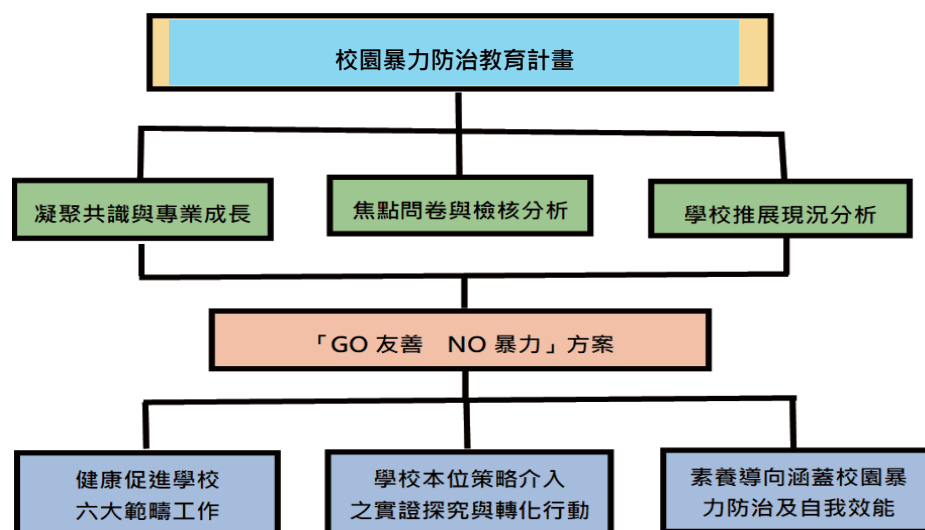 校園暴力防治教育計畫
凝聚共識與專業成長
焦點問卷與檢核分析
學校推展現況分析
「GO 友善　NO 暴力」方案
健康促進學校
六大範疇工作
學校本位策略介入
之實證探究與轉化行動
素養導向涵蓋校園暴
力防治及自我效能